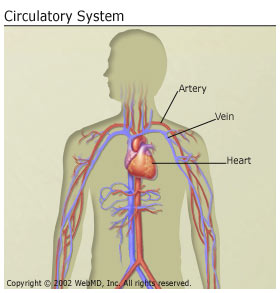 Circulatory System
Artery
Vein
Heart
Copyright © 2002 WebMD, Inc. All rights reserved.